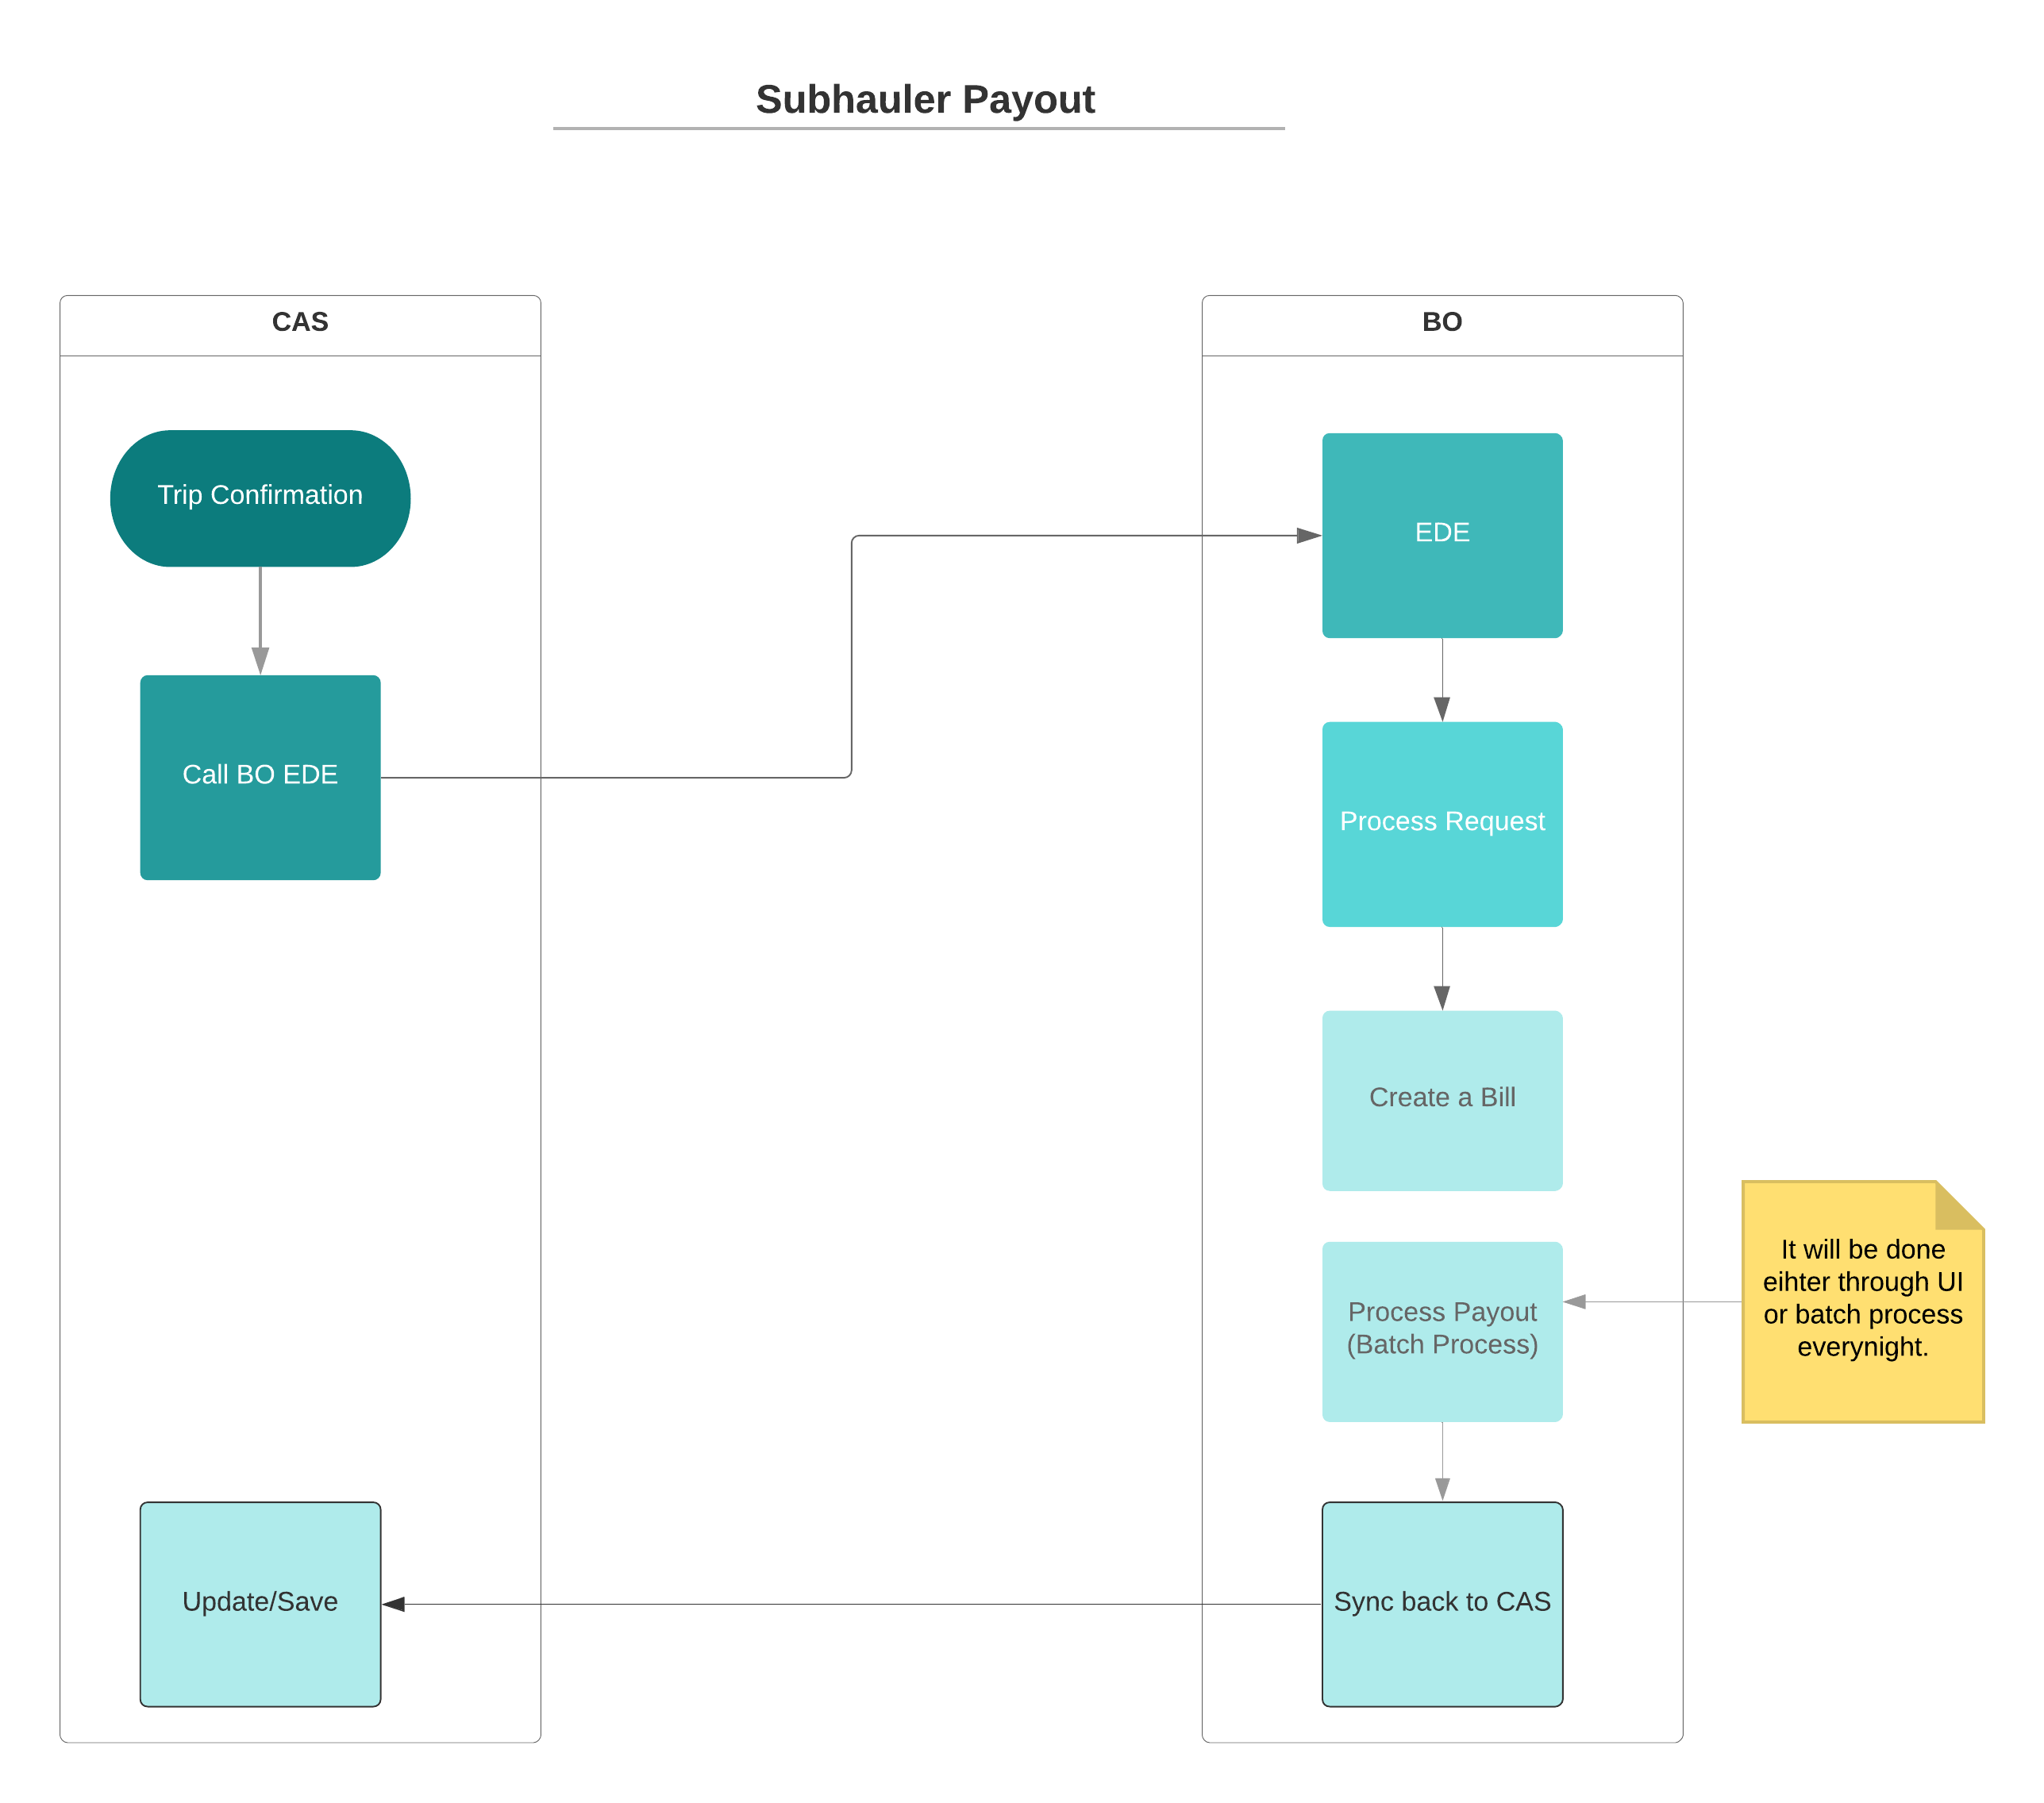 Subhauler Payout
CAS
BO
Trip Confirmation
EDE
Call BO EDE
Process Request
Create a Bill
It will be done
eihter through UI
or batch process
everynight.
Process Payout
(Batch Process)
Update/Save
Sync back to CAS